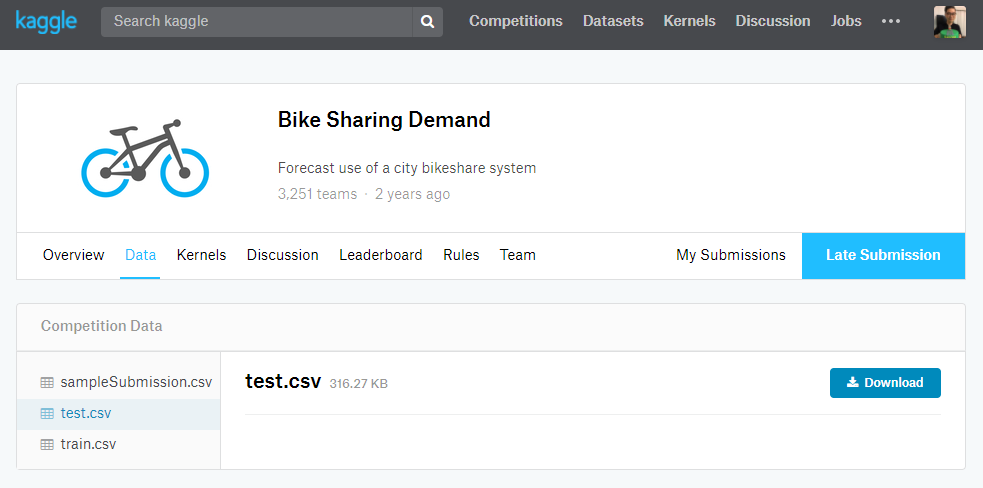 kaggle Search kaggle Competitions Datasets Kernels Discussion Jobs
Bike Sharing Demand
Forecast use of a city bikeshare system
3,251 teams · 2 years ago
Overview Data Kernels Discussion Leaderboard Rules Team My Submissions Late Submission
Competition Data
sampleSubmission.csv
test.csv
train.csv
test.csv 316.27 KB Download